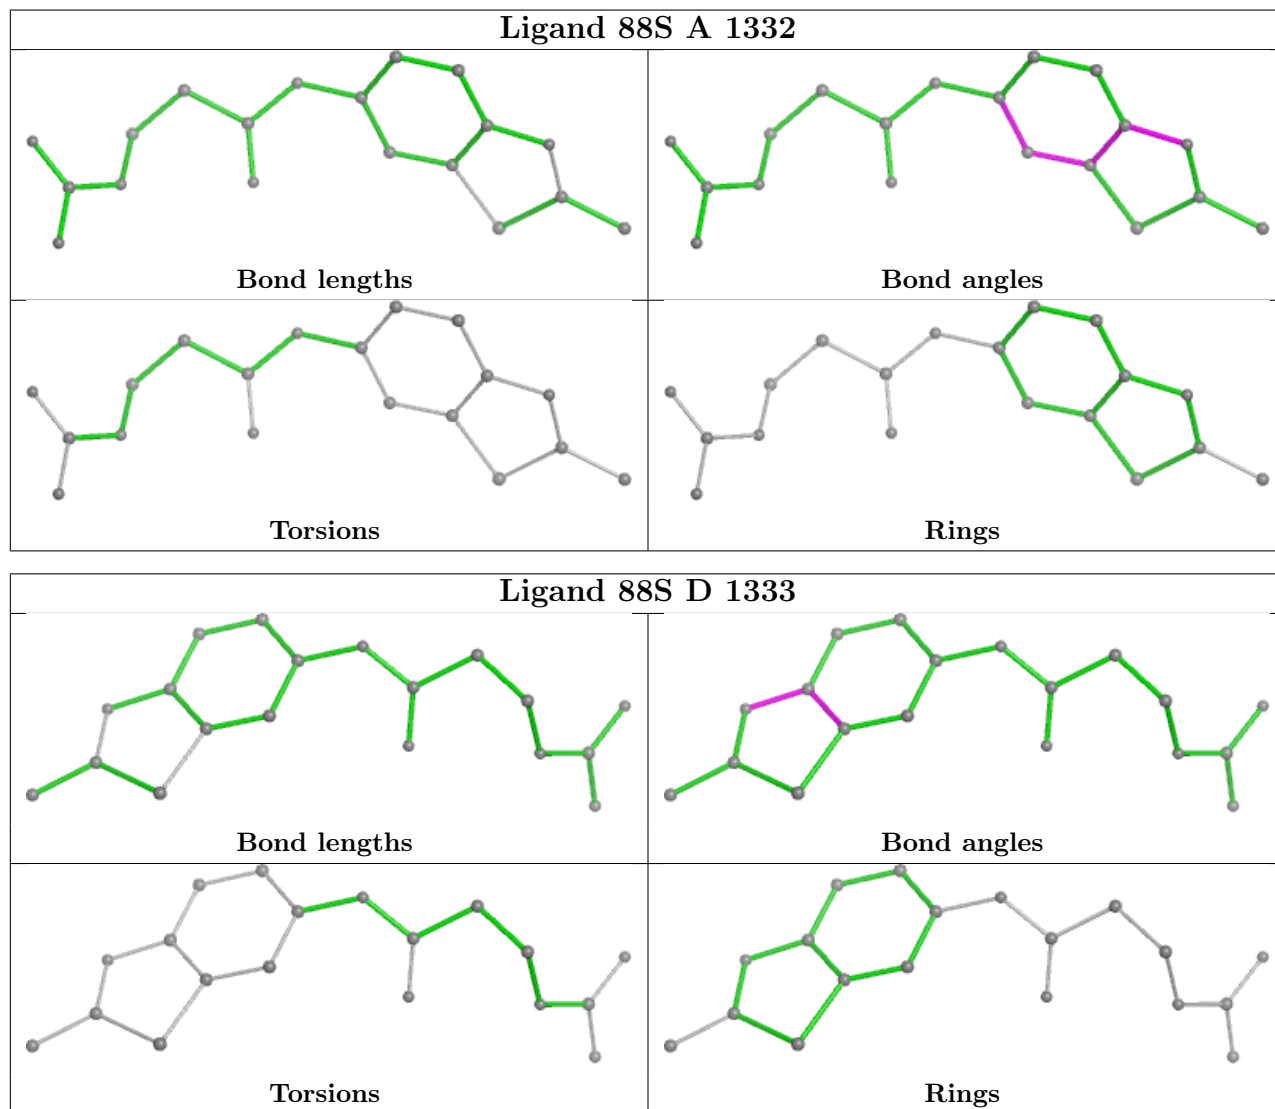 Ligand 88S A 1332
Bond lengths
Bond angles
Torsions
Rings
Ligand 88S D 1333
Bond lengths
Bond angles
Torsions
Rings